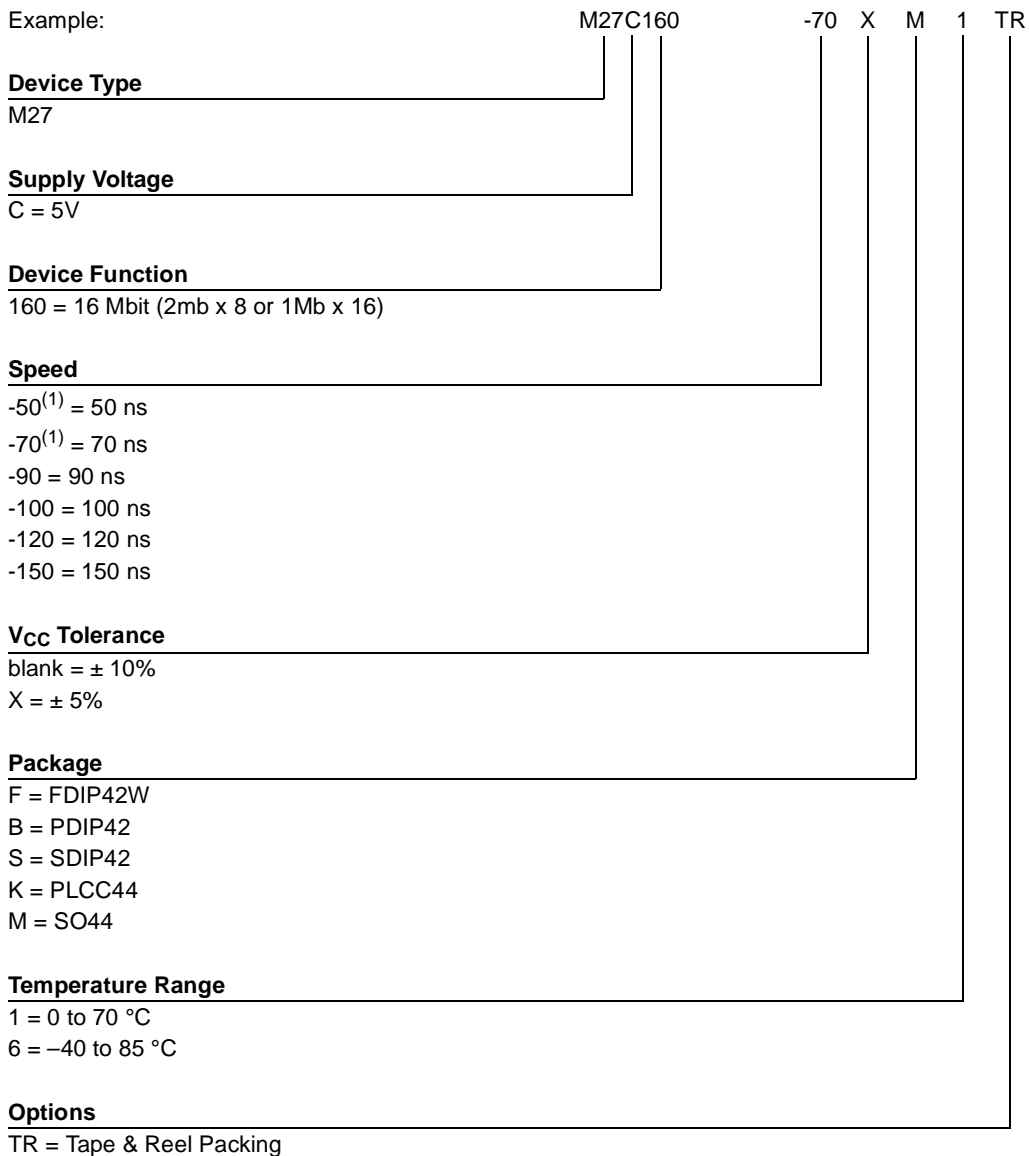 Example: M27C160 -70 X M 1 TR
Device Type
M27
Supply Voltage
C = 5V
Device Function
160 = 16 Mbit (2mb x 8 or 1Mb x 16)
Speed
-50(1) = 50 ns
-70(1) = 70 ns
-90 = 90 ns
-100 = 100 ns
-120 = 120 ns
-150 = 150 ns
VCC Tolerance
blank = ± 10%
X = ± 5%
Package
F = FDIP42W
B = PDIP42
S = SDIP42
K = PLCC44
M = SO44
Temperature Range
1 = 0 to 70 °C
6 = –40 to 85 °C
Options
TR = Tape & Reel Packing